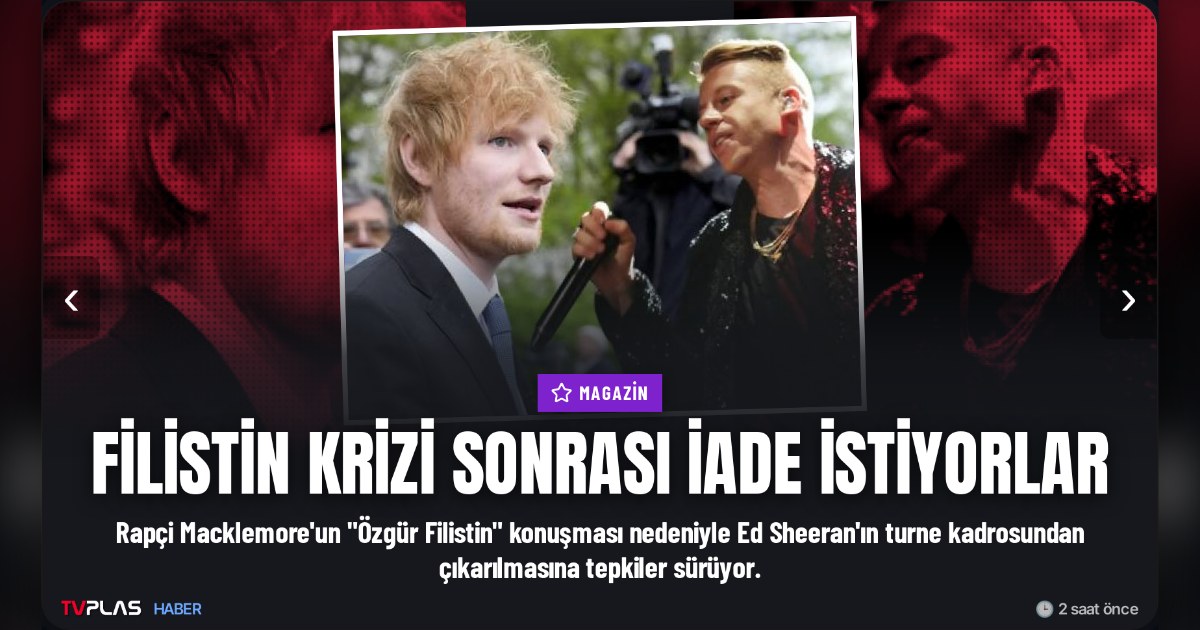 MAGAZİN
FİLİSTİN KRİZİ SONRASI İADE İSTİYORLAR
Rapçi Macklemore'un "Özgür Filistin" konuşması nedeniyle Ed Sheeran'ın turne kadrosundan
çıkarılmasına tepkiler sürüyor.
TVPLAS HABER
2 saat önce